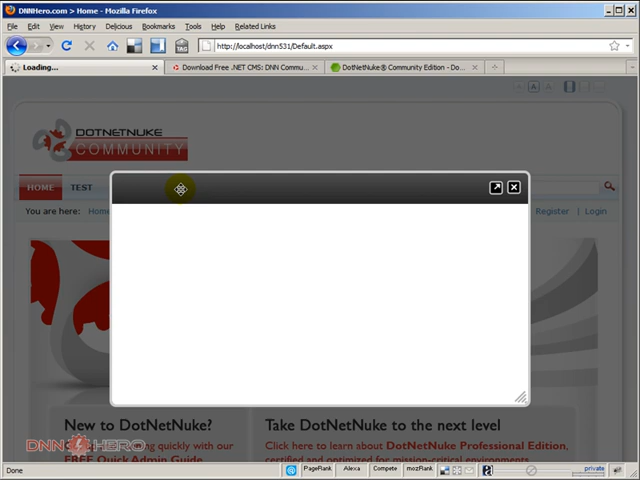 DNNHero.com > Home - Mozilla Firefox
File Edit View History Delicious Bookmarks Tools Help Related Links
TAG
http://localhost/dnn531/Default.aspx
Loading...
Download Free .NET CMS: DNN Commu...
DotNetNuke® Community Edition - Do...
DOTNETNUKE
COMMUNITY
HOME TEST
You are here: Home
Register | Login
New to DotNetNuke?
Take DotNetNuke to the next level
ning quickly with our
Click here to learn about DotNetNuke Professional Edition,
FREE Quick Admin Guide
certified and optimized for mission-critical environments
DNN HERO
Done
PageRank Alexa Compete mozRank
private